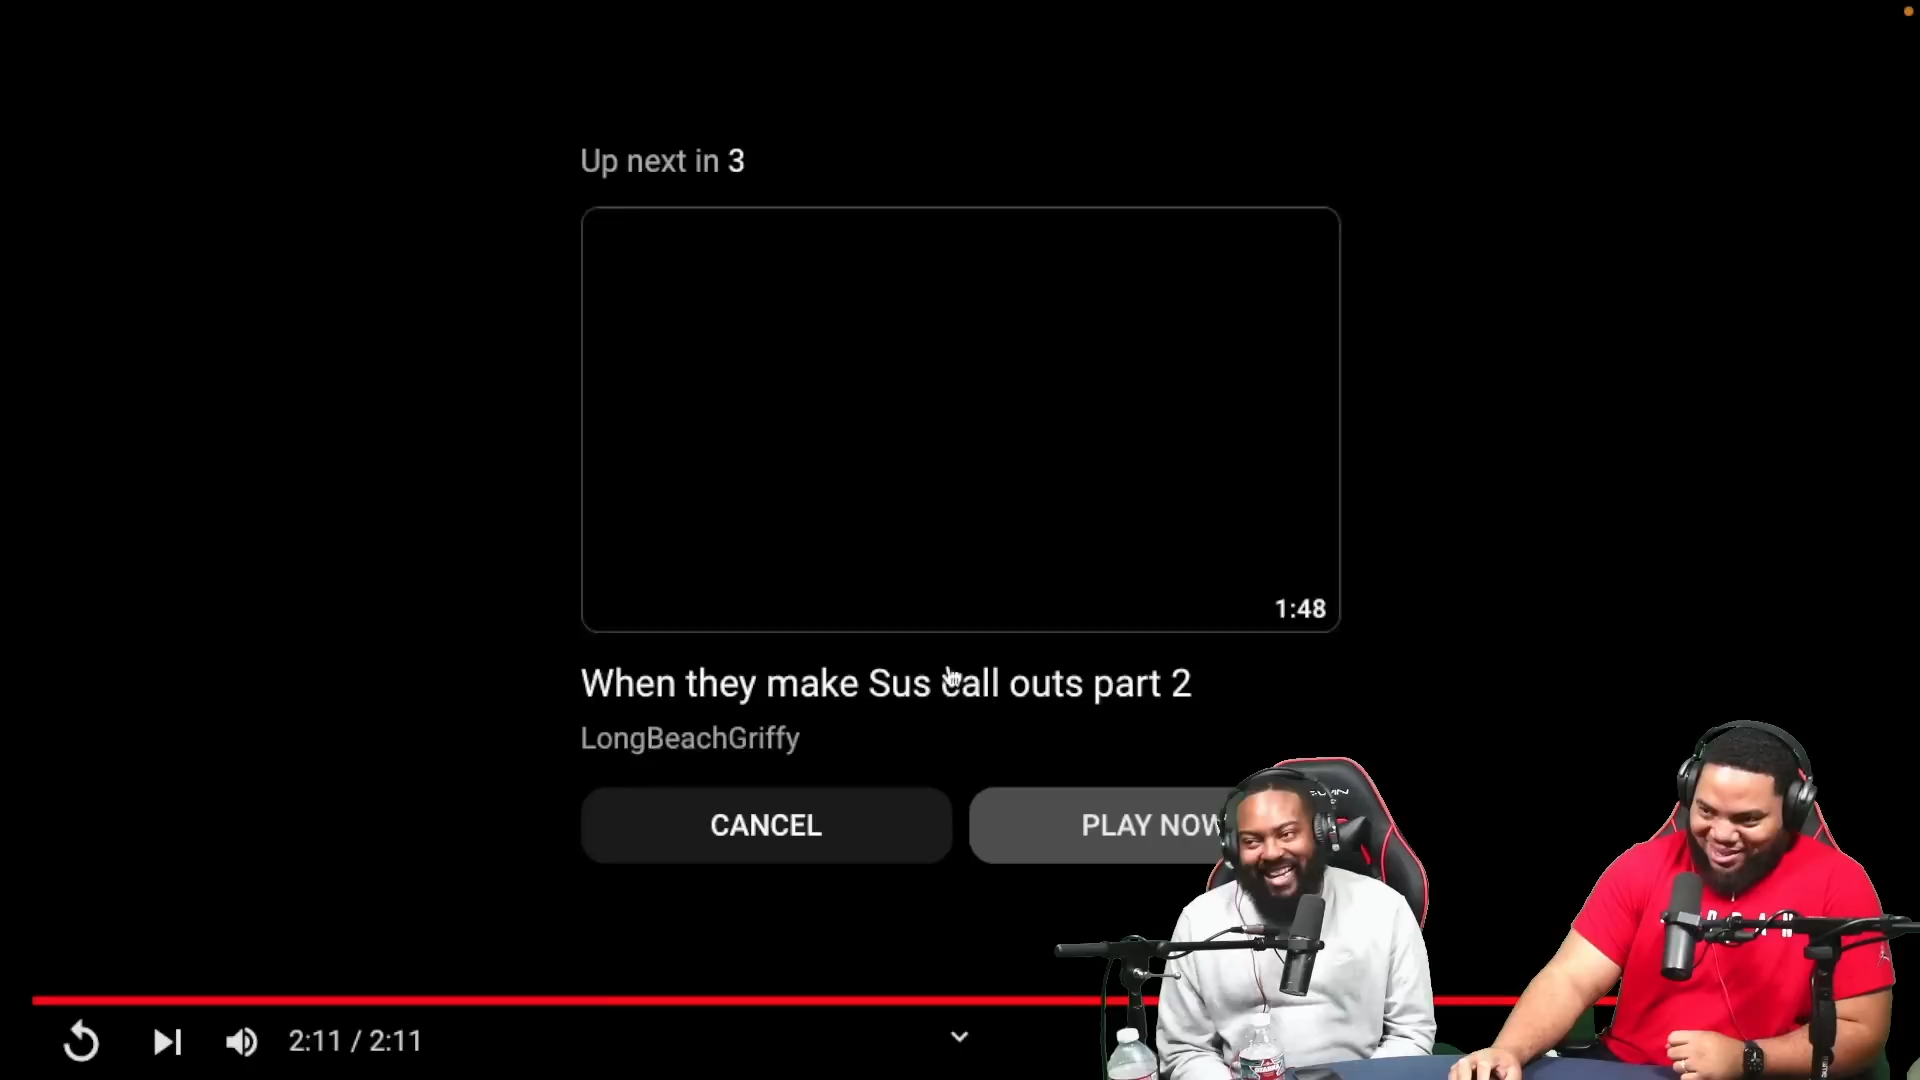 Up next in 3
1:48
When they make Sus call outs part 2
LongBeachGriffy
CANCEL
PLAY NOW
2:11 / 2:11
OZARKA